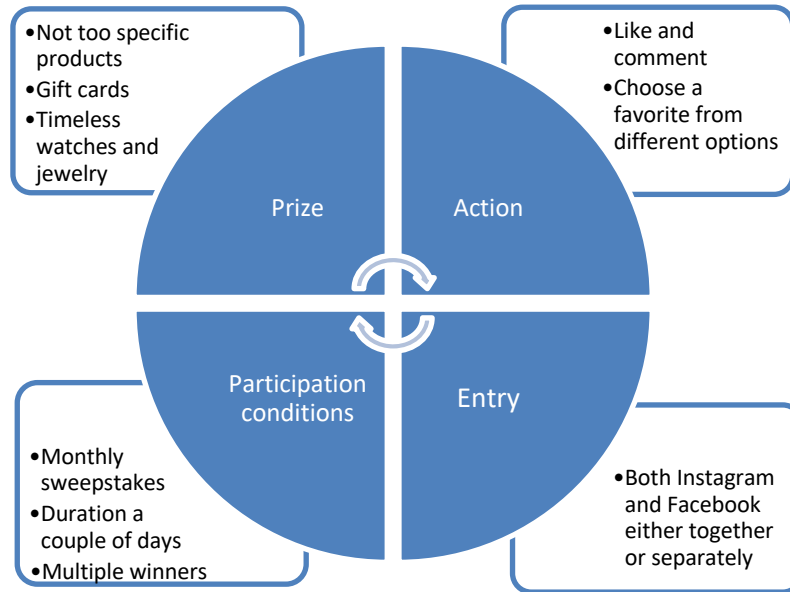 •Not too specific
products
•Gift cards
•Timeless
watches and
jewelry
•Like and
comment
•Choose a
favorite from
different options
Prize
Action
Participation
conditions
Entry
•Monthly
sweepstakes
•Duration a
couple of days
•Multiple winners
•Both Instagram
and Facebook
either together
or separately